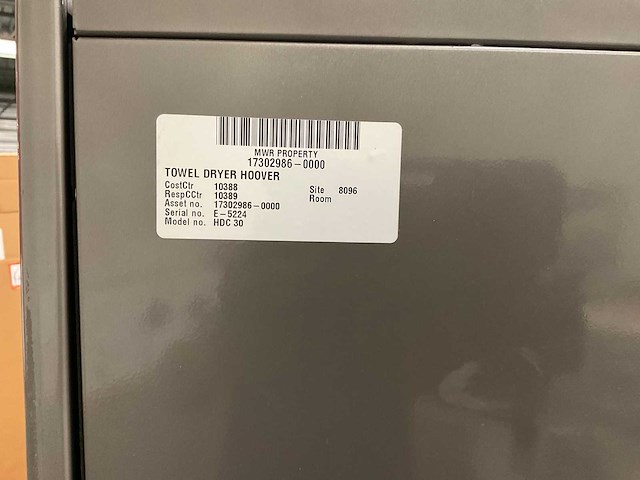 MWR PROPERTY
17302986-0000
TOWEL DRYER HOOVER
CostCtr 10388 Site 8096
RespCCtr 10389 Room
Asset no. 17302986-0000
Serial no. E-5224
Model no. HDC 30